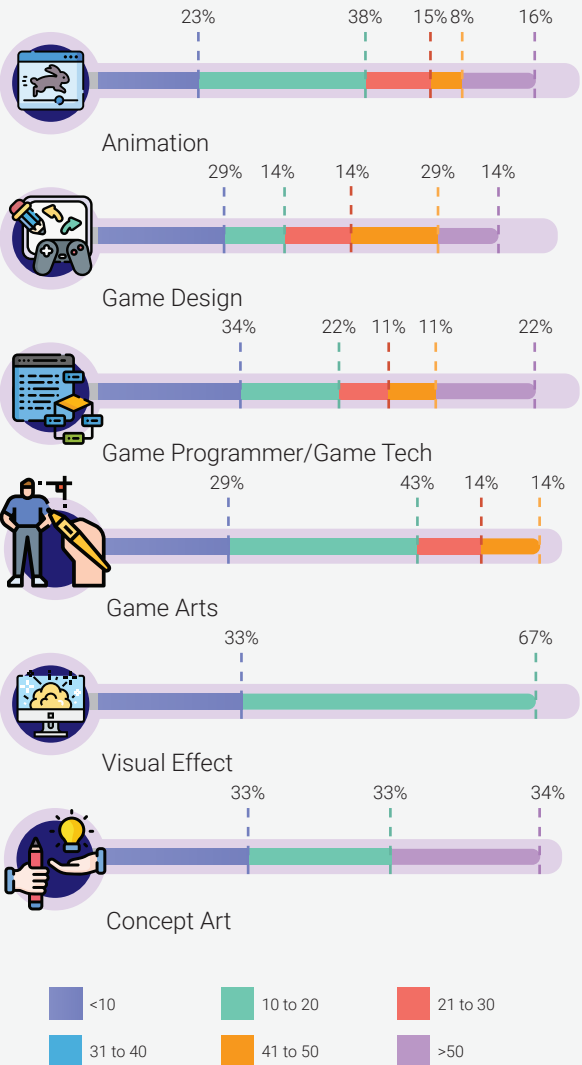 23% 38% 15% 8% 16%
Animation
29% 14% 14% 29% 14%
Game Design
34% 22% 11% 11% 22%
Game Programmer/Game Tech
29% 43% 14% 14%
Game Arts
33% 67%
Visual Effect
33% 33% 34%
Concept Art
<10 10 to 20 21 to 30
31 to 40 41 to 50 >50